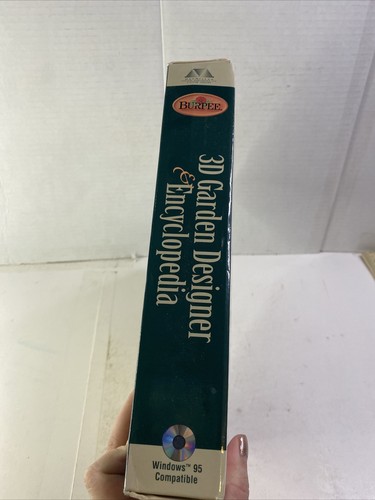 BURPEE
3D Garden Designer
& Encyclopedia
Windows™ 95
Compatible